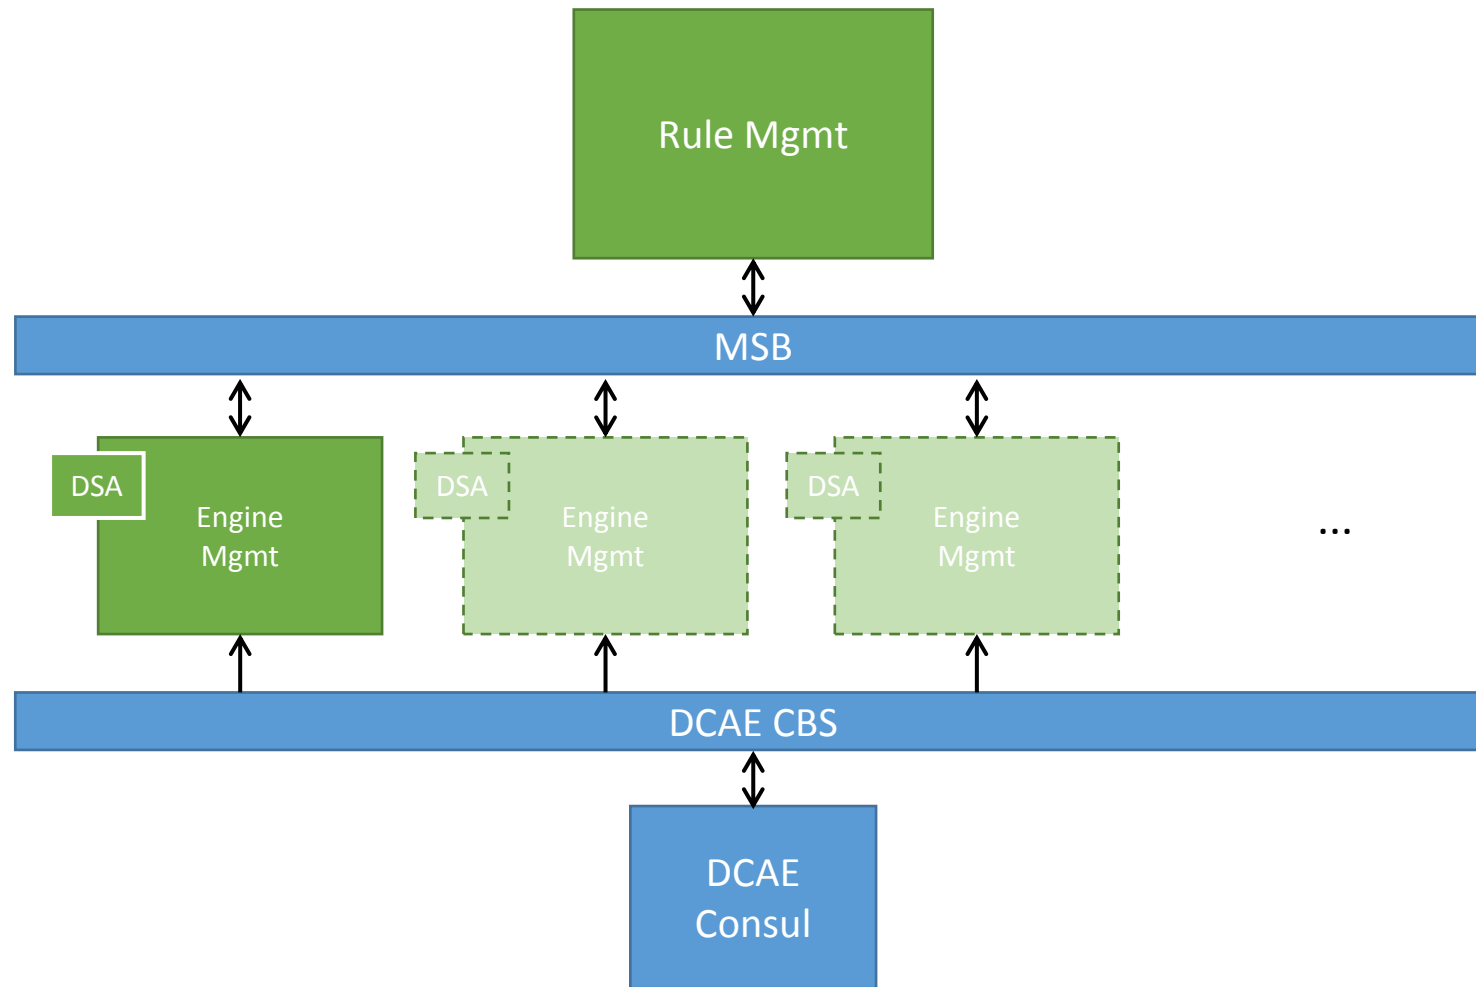 Rule Mgmt
MSB
DSA
Engine
Mgmt
DSA
Engine
Mgmt
DSA
Engine
Mgmt
...
DCAE CBS
DCAE
Consul